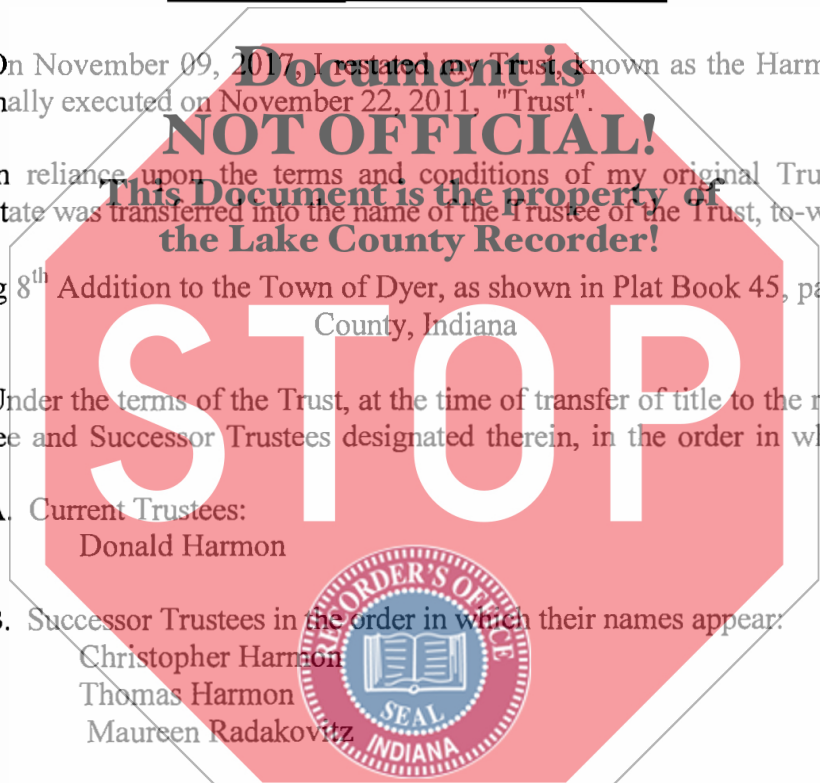 On November 09, 2017, I restated my Trust, known as the Harm
nally executed on November 22, 2011, "Trust".
Document is
NOT OFFICIAL!
n reliance upon the terms and conditions of my original Tru
tate was transferred into the name of the Trustee of the Trust, to-w
This Document is the property of
the Lake County Recorder!
g 8th Addition to the Town of Dyer, as shown in Plat Book 45, pa
County, Indiana
STOP
Under the terms of the Trust, at the time of transfer of title to the r
ee and Successor Trustees designated therein, in the order in wh
A. Current Trustees:
Donald Harmon
B. Successor Trustees in the order in which their names appear:
Christopher Harmon
Thomas Harmon
Maureen Radakovitz
RECORDER'S OFFICE
SEAL
INDIANA